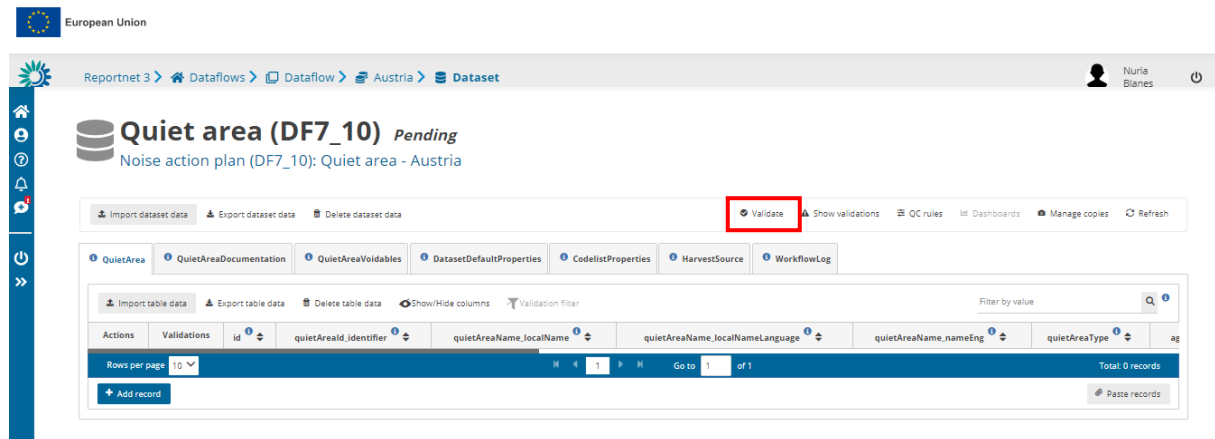 European Union
Reportnet 3 Dataflows Dataflow Austria Dataset
Nuria
Blanes
Quiet area (DF7_10) Pending
Noise action plan (DF7_10): Quiet area - Austria
Import dataset data Export dataset data Delete dataset data Validate Show validations QC rules Dashboards Manage copies Refresh
QuietArea QuietAreaDocumentation QuietAreaVoidables DatasetDefaultProperties CodelistProperties HarvestSource WorkflowLog
Import table data Export table data Delete table data Show/Hide columns Validation filter Filter by value
Actions Validations id quietAreaId_identifier quietAreaName_localName quietAreaName_localNameLanguage quietAreaName_nameEng quietAreaType ag
Rows per page 10 1 Go to 1 of 1 Total: 0 records
+ Add record Paste records